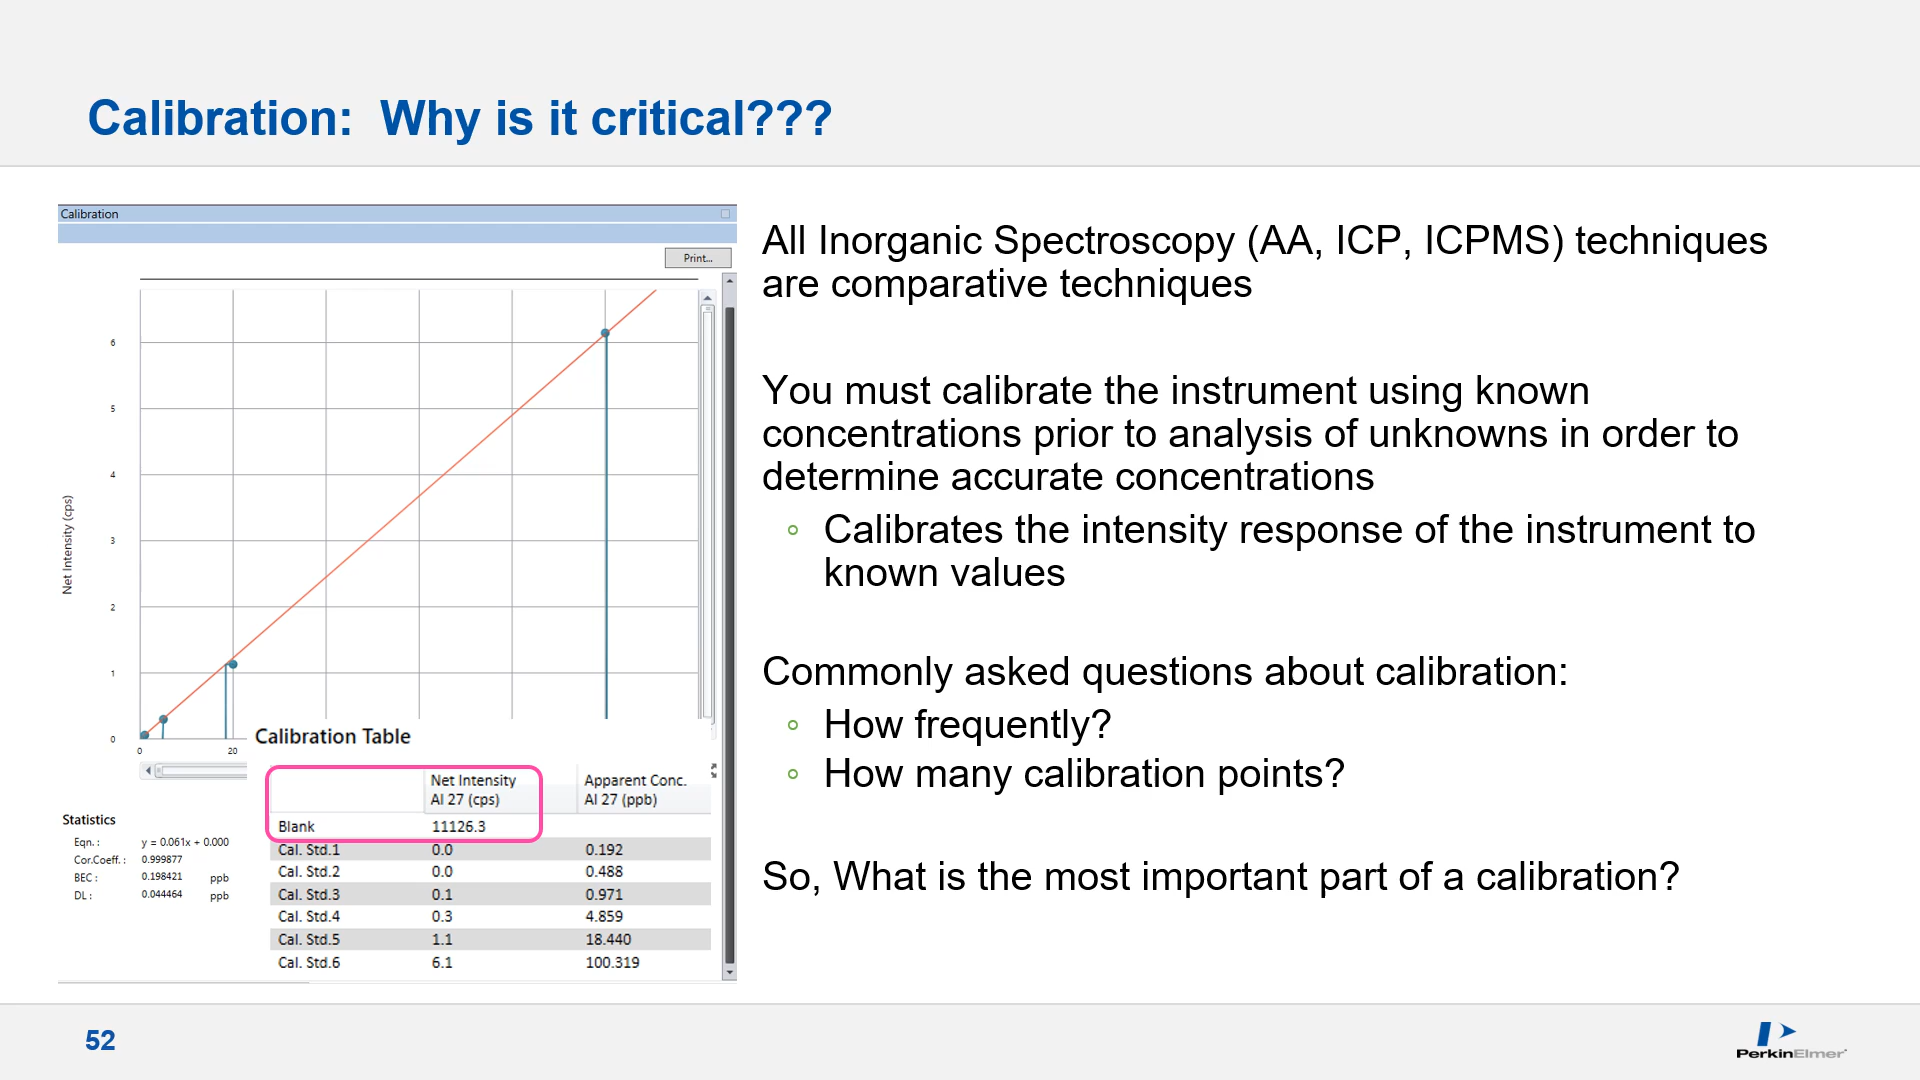 Calibration: Why is it critical???
Calibration
Print...
Net Intensity (cps)
6
5
4
3
2
1
0
0
20
Calibration Table
Net Intensity Apparent Conc.
Al 27 (cps) Al 27 (ppb)
Blank 11126.3
Cal. Std.1 0.0 0.192
Cal. Std.2 0.0 0.488
Cal. Std.3 0.1 0.971
Cal. Std.4 0.3 4.859
Cal. Std.5 1.1 18.440
Cal. Std.6 6.1 100.319
Statistics
Eqn. : y = 0.061x + 0.000
Cor.Coeff. : 0.999877
BEC : 0.198421 ppb
DL : 0.044464 ppb
All Inorganic Spectroscopy (AA, ICP, ICPMS) techniques
are comparative techniques
You must calibrate the instrument using known
concentrations prior to analysis of unknowns in order to
determine accurate concentrations
Calibrates the intensity response of the instrument to
known values
Commonly asked questions about calibration:
How frequently?
How many calibration points?
So, What is the most important part of a calibration?
52
PerkinElmer